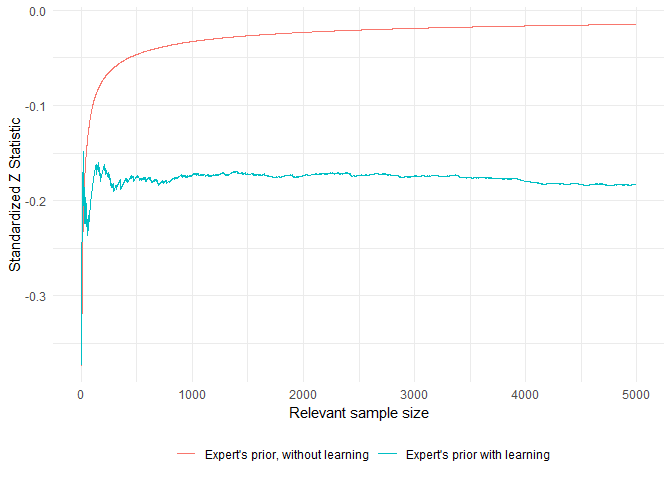 0.0
-0.1
-0.2
-0.3
Standardized Z Statistic
0 1000 2000 3000 4000 5000
Relevant sample size
Expert's prior, without learning Expert's prior with learning